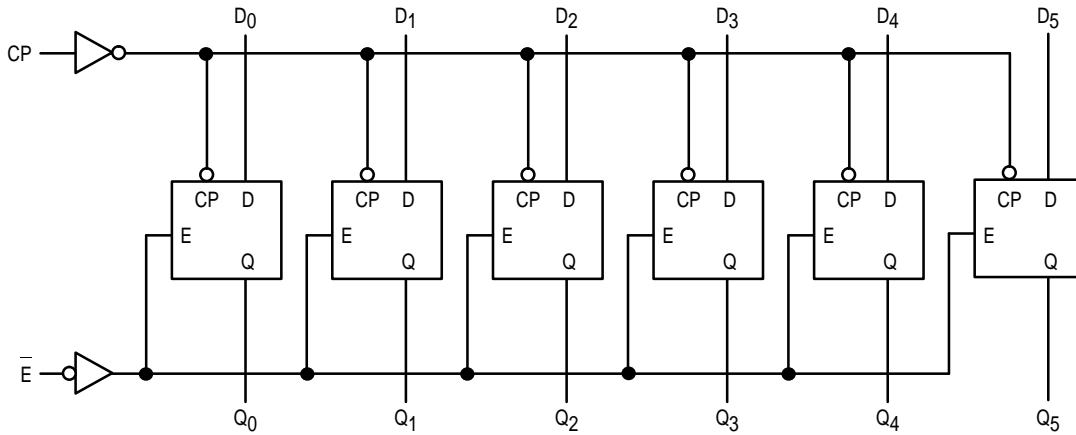 D0 D1 D2 D3 D4 D5
CP
CP D CP D CP D CP D CP D CP D
E E E E E E
Q Q Q Q Q Q
E̅
Q0 Q1 Q2 Q3 Q4 Q5